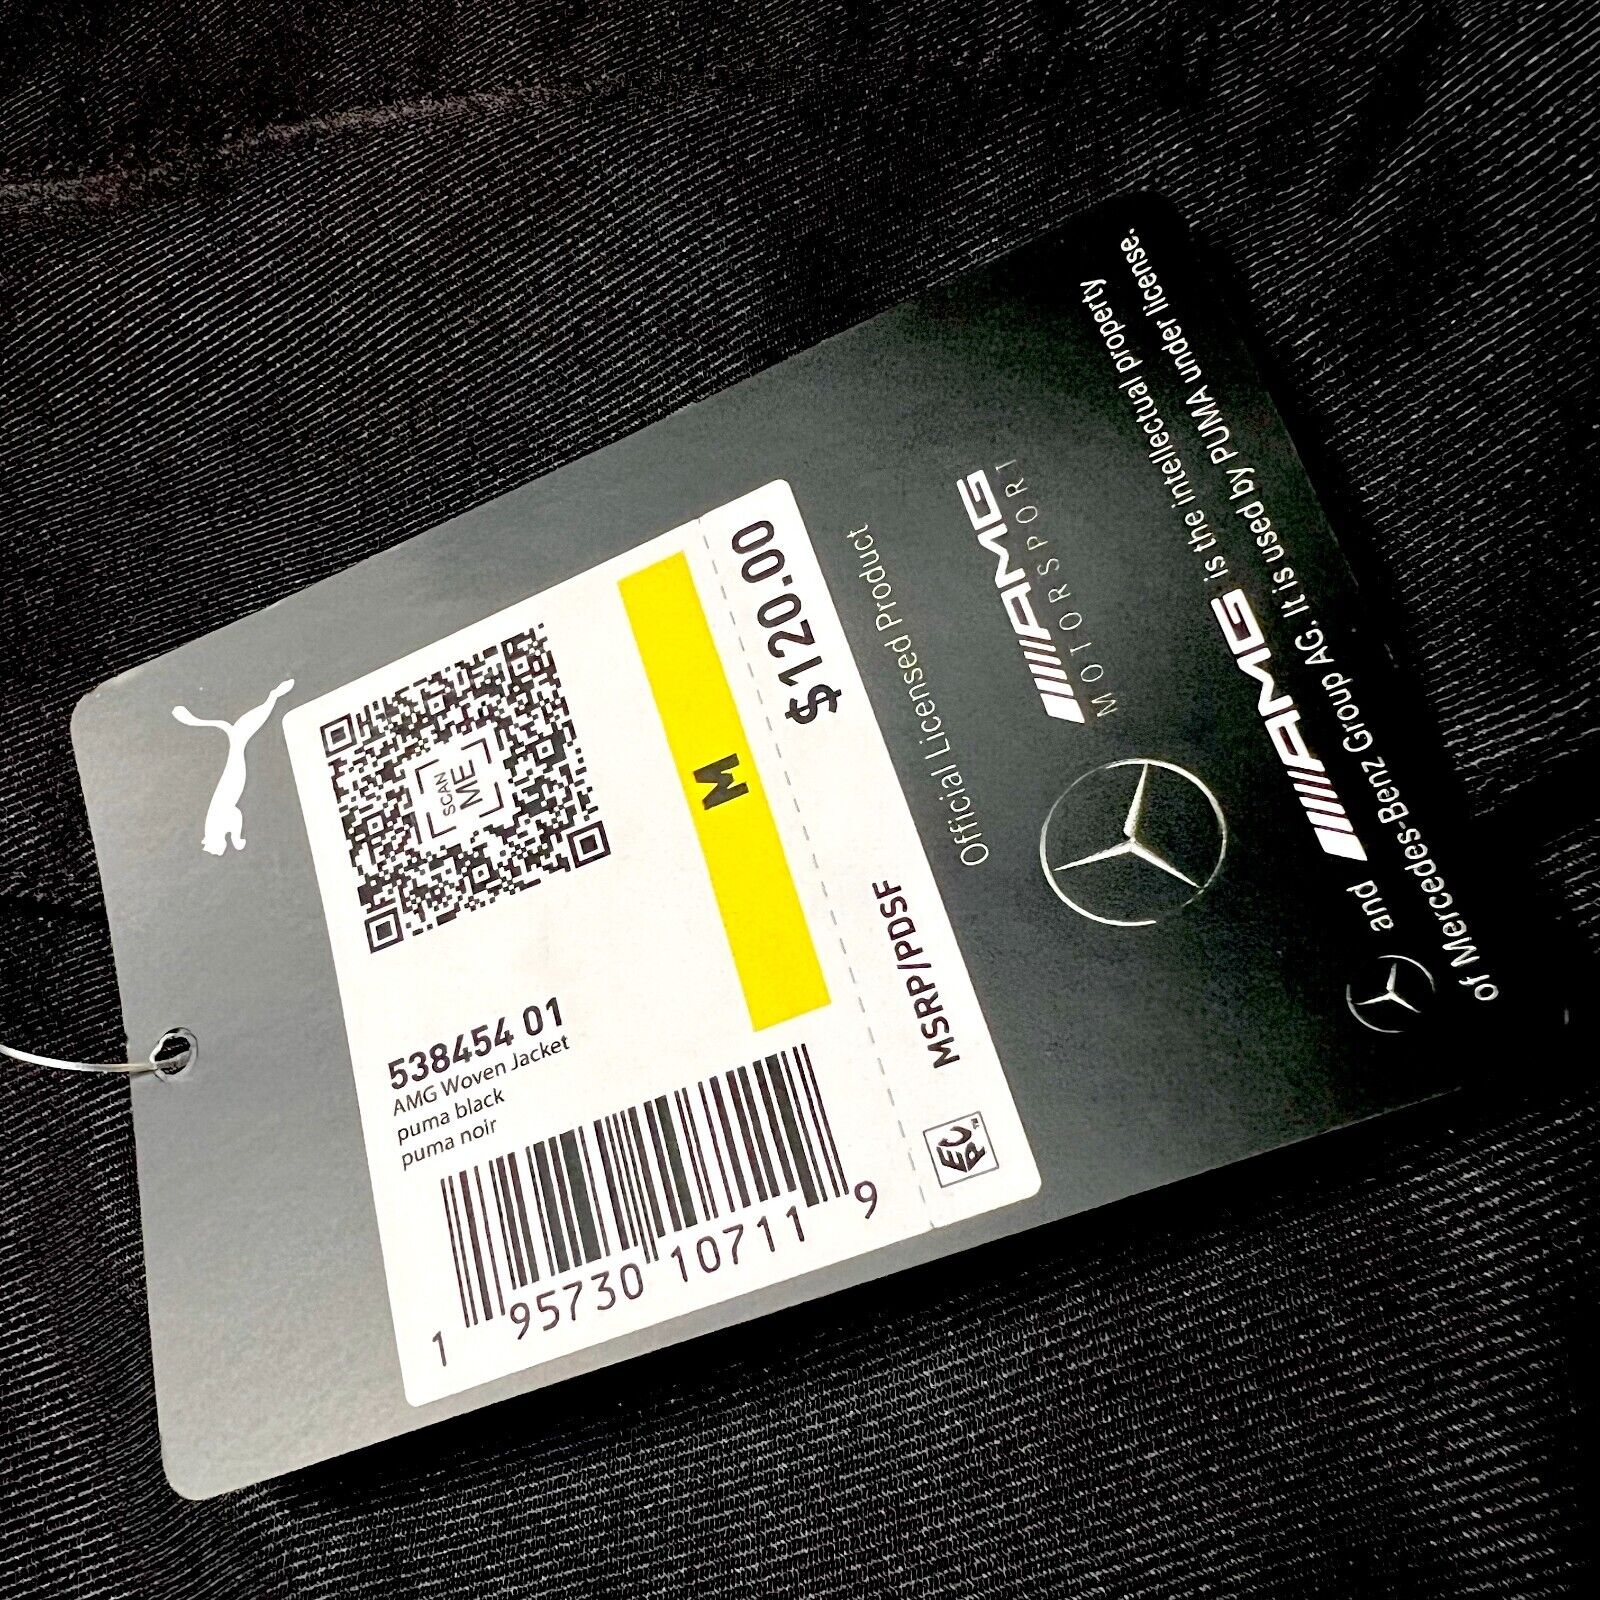 SCAN
ME
538454 01
AMG Woven Jacket
puma black
puma noir
M
1 95730 10711 9
$120.00
MSRP/PDSF
EPC™
Official Licensed Product
AMG
MOTORSPORT
and AMG is the intellectual property
of Mercedes-Benz Group AG. It is used by PUMA under license.